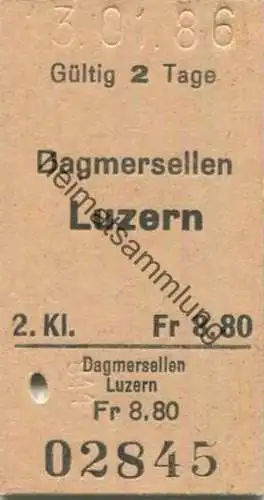 3.01.86
Gültig 2 Tage
Dagmersellen
Luzern
heimatsammlung
2. Kl. Fr 8.80
Dagmersellen
Luzern
Fr 8.80
02845